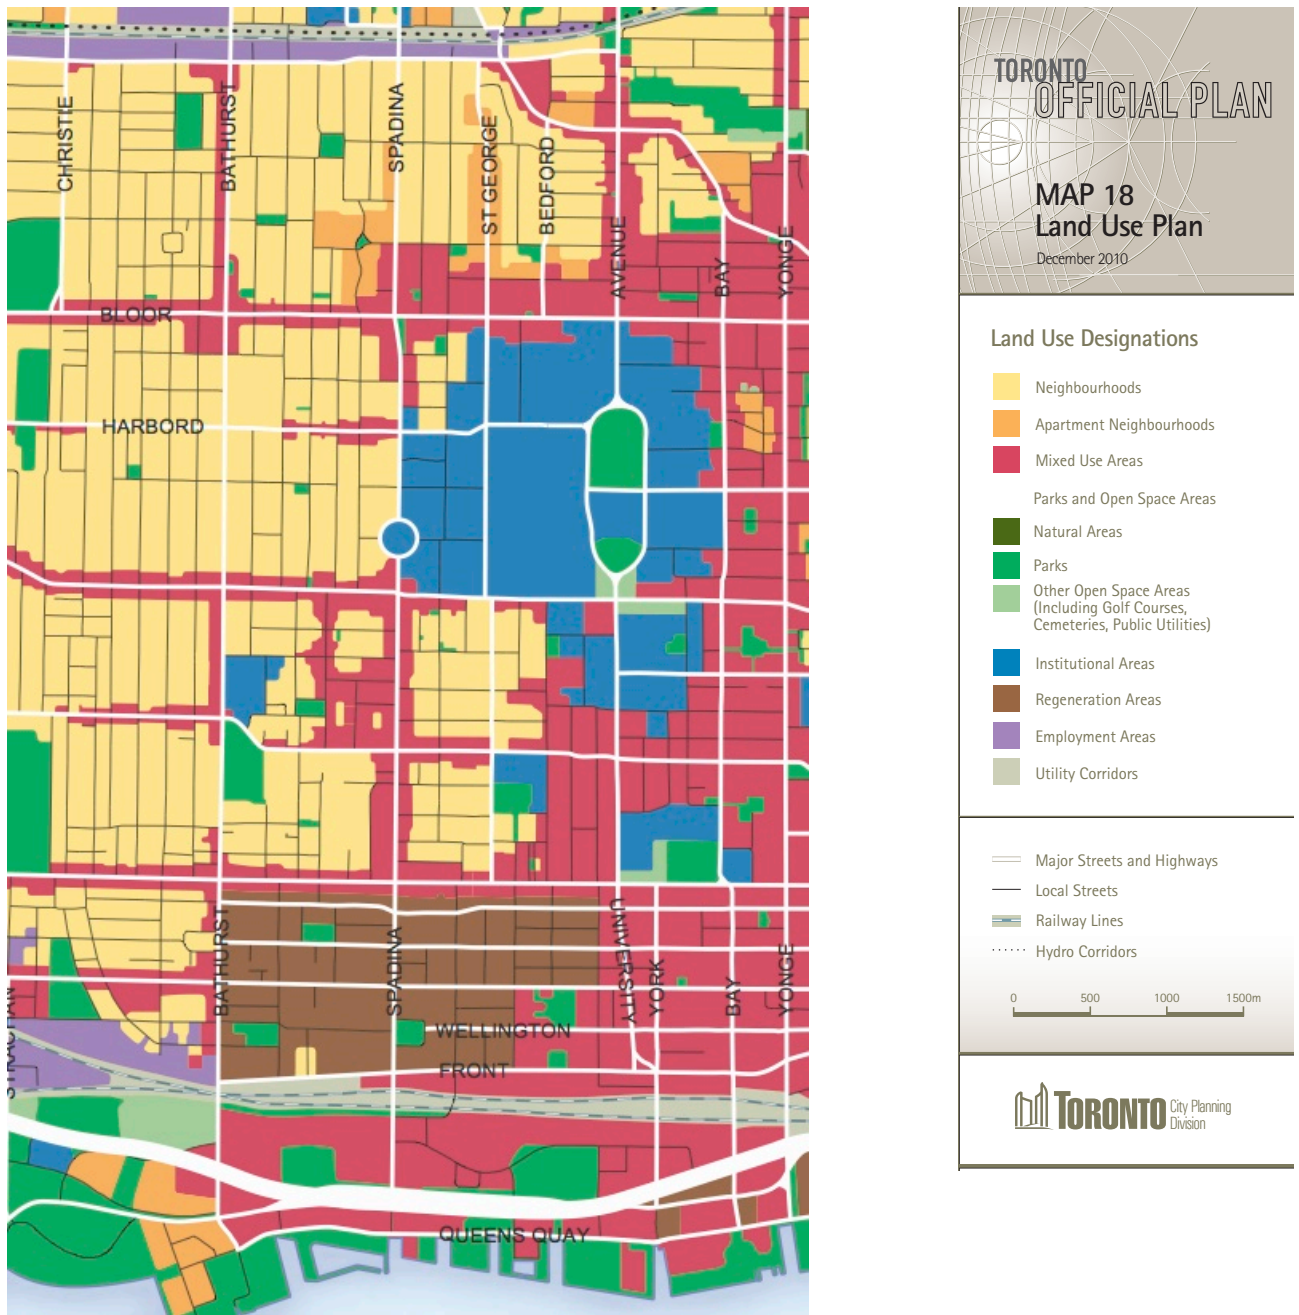 CHRISTIE
BATHURST
SPADINA
ST GEORGE
BEDFORD
AVENUE
BAY
YONGE
BLOOR
HARBORD
BATHURST
SPADINA
UNIVERSITY
YORK
BAY
YONGE
STRACHAN
WELLINGTON
FRONT
QUEENS QUAY
TORONTO
OFFICIAL PLAN
MAP 18
Land Use Plan
December 2010
Land Use Designations
Neighbourhoods
Apartment Neighbourhoods
Mixed Use Areas
Parks and Open Space Areas
Natural Areas
Parks
Other Open Space Areas
(Including Golf Courses,
Cemeteries, Public Utilities)
Institutional Areas
Regeneration Areas
Employment Areas
Utility Corridors
Major Streets and Highways
Local Streets
Railway Lines
Hydro Corridors
0 500 1000 1500m
TORONTO City Planning
Division